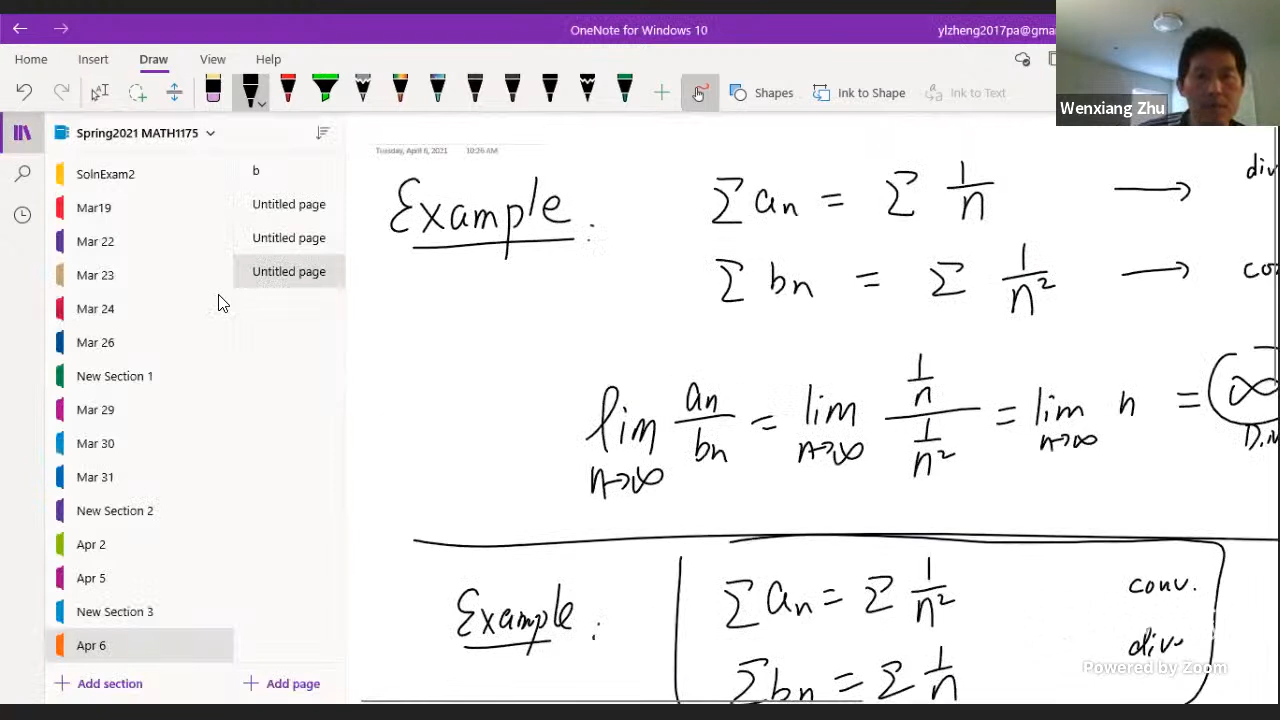 OneNote for Windows 10
ylzheng2017pa@gma
Wenxiang Zhu
Home Insert Draw View Help
Shapes Ink to Shape Ink to Text
Spring2021 MATH1175
SolnExam2
Mar19
Mar 22
Mar 23
Mar 24
Mar 26
New Section 1
Mar 29
Mar 30
Mar 31
New Section 2
Apr 2
Apr 5
New Section 3
Apr 6
+ Add section
b
Untitled page
Untitled page
Untitled page
+ Add page
Tuesday, April 6, 2021 10:26 AM
Example: Σ an = Σ 1/n → div
Σ bn = Σ 1/n² → co
lim n→∞ an/bn = lim n→∞ (1/n)/(1/n²) = lim n→∞ n = ∞
Example: Σ an = Σ 1/n² conv.
Σ bn = Σ 1/n div
Powered by Zoom